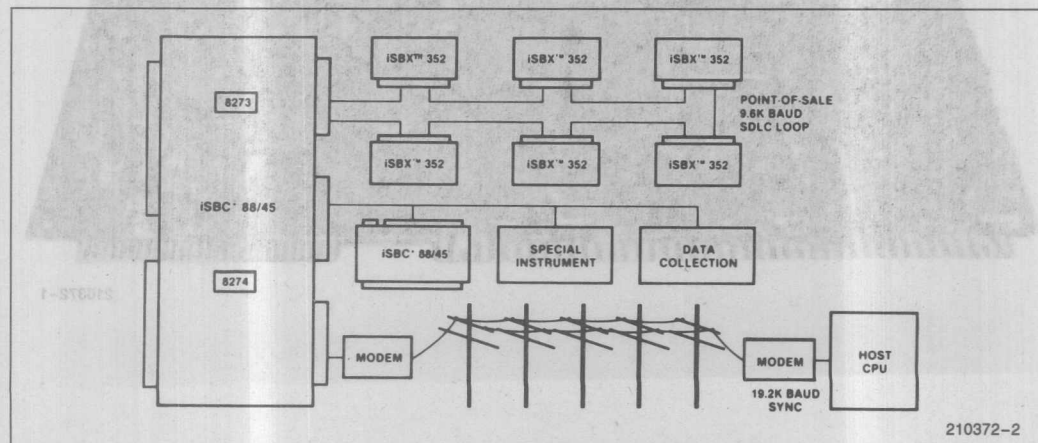 iSBX™ 352
iSBX™ 352
iSBX™ 352
8273
POINT-OF-SALE
9.6K BAUD
SDLC LOOP
iSBX™ 352
iSBX™ 352
iSBX™ 352
iSBC· 88/45
iSBC· 88/45
SPECIAL
INSTRUMENT
DATA
COLLECTION
8274
210372-1
MODEM
MODEM
HOST
CPU
19.2K BAUD
SYNC
210372-2